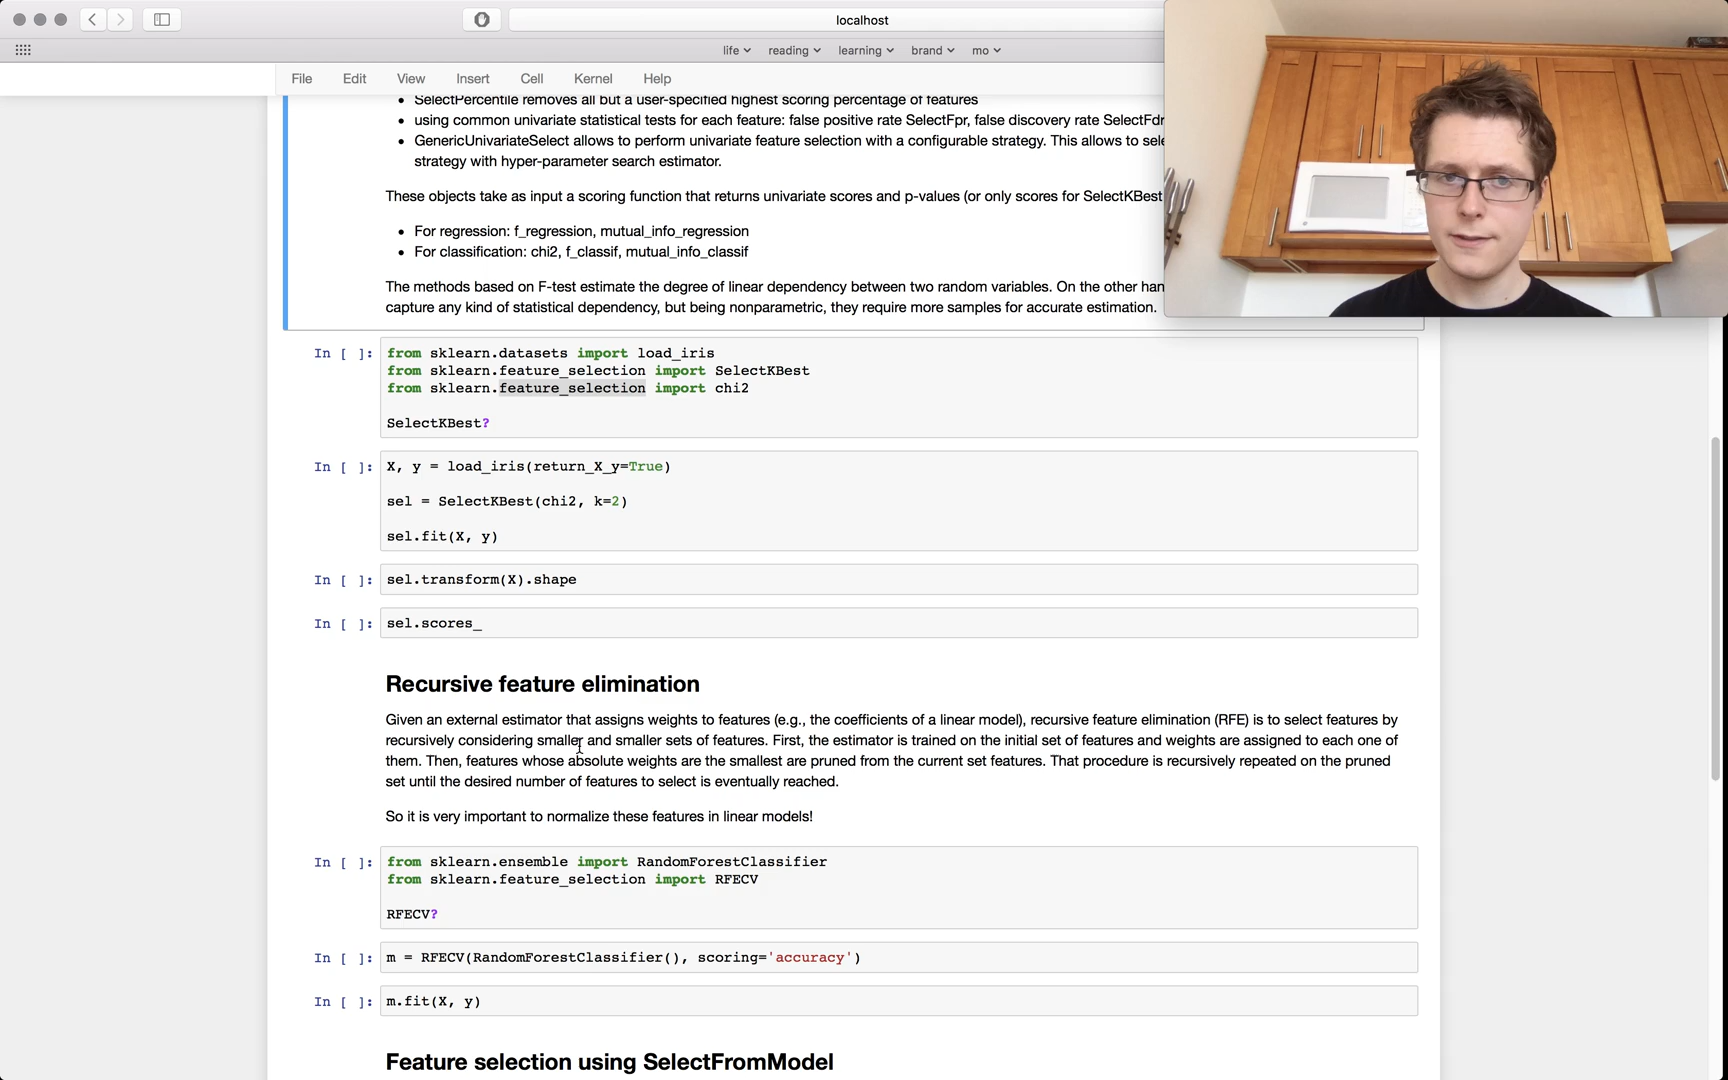 localhost
life reading learning brand mo
File Edit View Insert Cell Kernel Help
• SelectPercentile removes all but a user-specified highest scoring percentage of features
• using common univariate statistical tests for each feature: false positive rate SelectFpr, false discovery rate SelectFdr
• GenericUnivariateSelect allows to perform univariate feature selection with a configurable strategy. This allows to sele
strategy with hyper-parameter search estimator.
These objects take as input a scoring function that returns univariate scores and p-values (or only scores for SelectKBest
• For regression: f_regression, mutual_info_regression
• For classification: chi2, f_classif, mutual_info_classif
The methods based on F-test estimate the degree of linear dependency between two random variables. On the other han
capture any kind of statistical dependency, but being nonparametric, they require more samples for accurate estimation.
In [ ]: from sklearn.datasets import load_iris
from sklearn.feature_selection import SelectKBest
from sklearn.feature_selection import chi2
SelectKBest?
In [ ]: X, y = load_iris(return_X_y=True)
sel = SelectKBest(chi2, k=2)
sel.fit(X, y)
In [ ]: sel.transform(X).shape
In [ ]: sel.scores_
Recursive feature elimination
Given an external estimator that assigns weights to features (e.g., the coefficients of a linear model), recursive feature elimination (RFE) is to select features by
recursively considering smaller and smaller sets of features. First, the estimator is trained on the initial set of features and weights are assigned to each one of
them. Then, features whose absolute weights are the smallest are pruned from the current set features. That procedure is recursively repeated on the pruned
set until the desired number of features to select is eventually reached.
So it is very important to normalize these features in linear models!
In [ ]: from sklearn.ensemble import RandomForestClassifier
from sklearn.feature_selection import RFECV
RFECV?
In [ ]: m = RFECV(RandomForestClassifier(), scoring='accuracy')
In [ ]: m.fit(X, y)
Feature selection using SelectFromModel